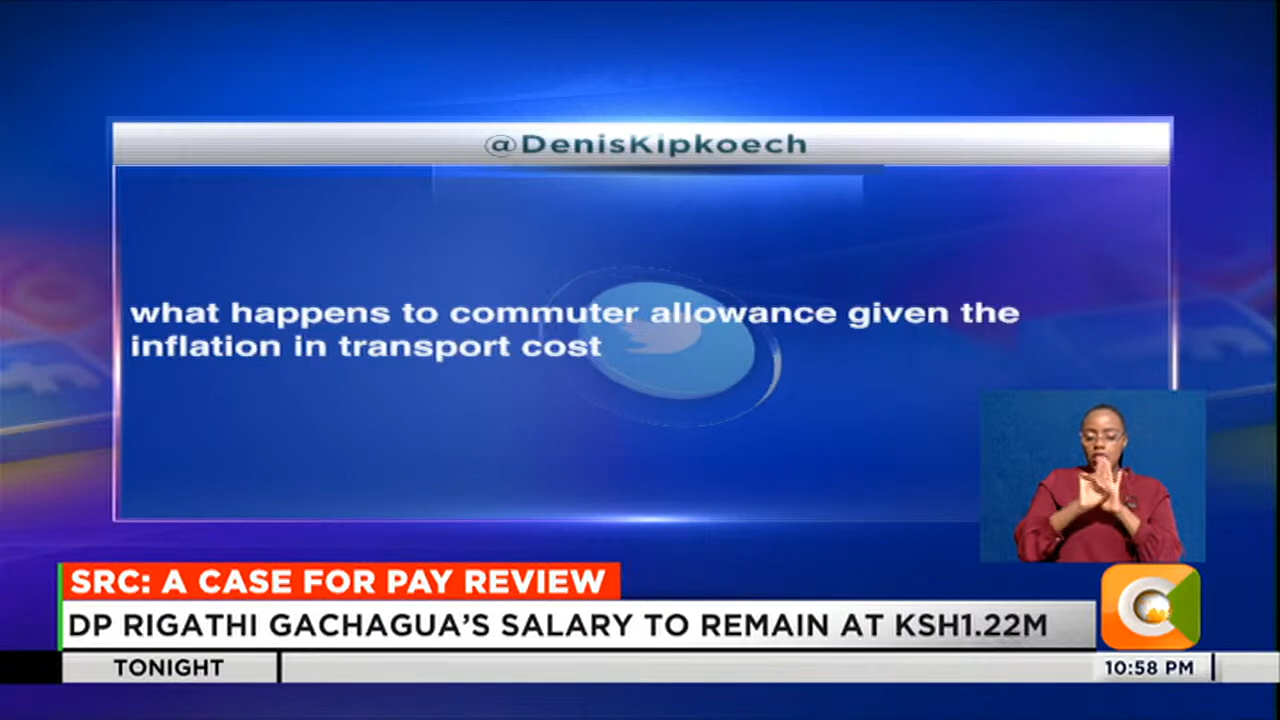 @DenisKipkoech
what happens to commuter allowance given the
inflation in transport cost
SRC: A CASE FOR PAY REVIEW
DP RIGATHI GACHAGUA'S SALARY TO REMAIN AT KSH1.22M
TONIGHT
10:58 PM